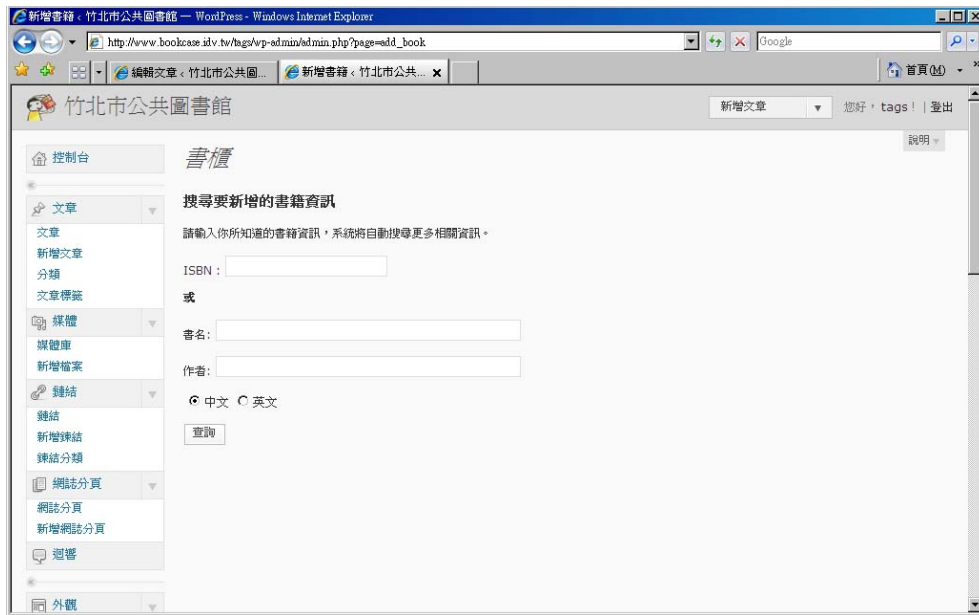 新增書籍 ‹ 竹北市公共圖書館 — WordPress - Windows Internet Explorer
http://www.bookcase.idv.tw/tags/wp-admin/admin.php?page=add_book
Google
編輯文章 ‹ 竹北市公共圖...
新增書籍 ‹ 竹北市公共...
首頁(M)
竹北市公共圖書館
新增文章
您好，tags！ | 登出
說明
控制台
書櫃
搜尋要新增的書籍資訊
請輸入你所知道的書籍資訊，系統將自動搜尋更多相關資訊。
ISBN：
或
書名:
作者:
中文 英文
查詢
文章
文章
新增文章
分類
文章標籤
媒體
媒體庫
新增檔案
鏈結
鏈結
新增鍊結
鍊結分類
網誌分頁
網誌分頁
新增網誌分頁
迴響
外觀